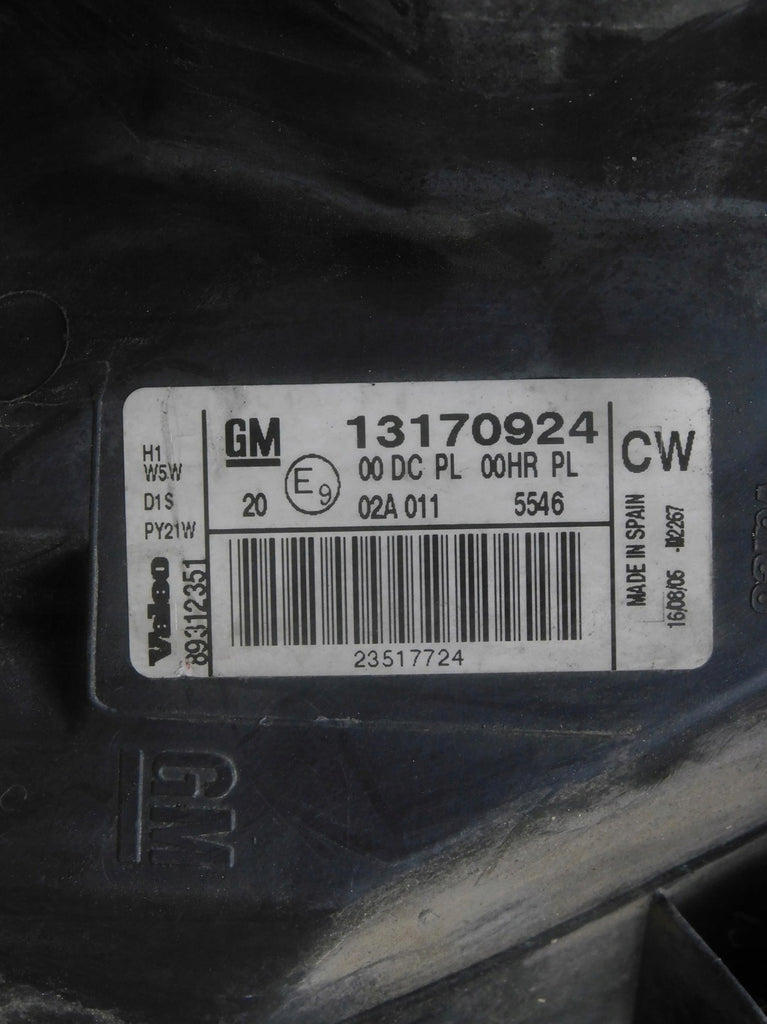 H1
W5W
D1S
PY21W
Valeo
89312351
GM 13170924
00 DC PL 00HR PL
20 E9 02A 011 5546
23517724
CW
MADE IN SPAIN
16/08/05
GM